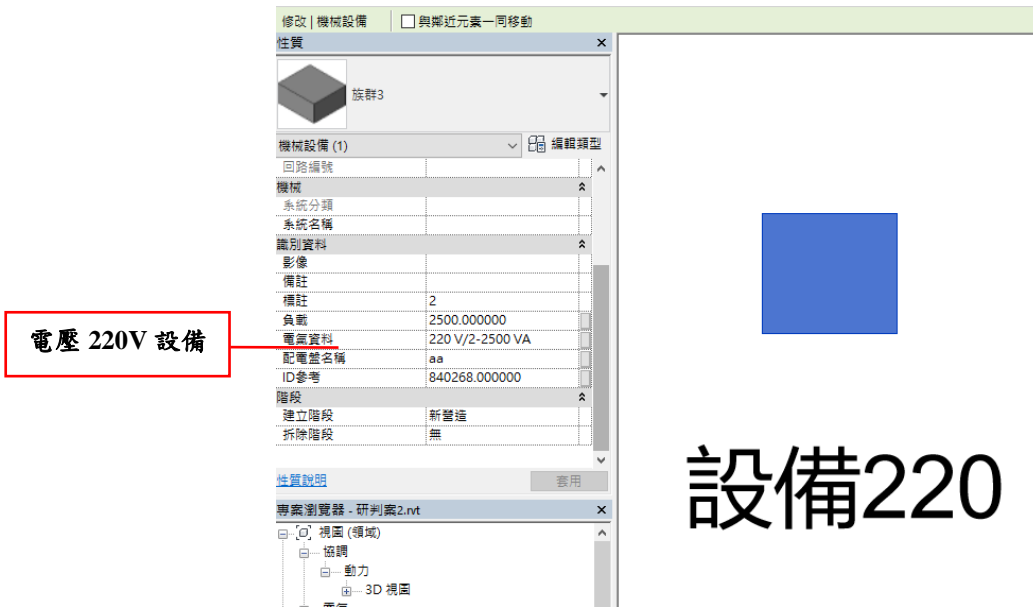 修改 | 機械設備 與鄰近元素一同移動
性質
族群3
機械設備 (1) 編輯類型
回路編號
機械
系統分類
系統名稱
識別資料
影像
備註
標註 2
負載 2500.000000
電壓 220V 設備
電氣資料 220 V/2-2500 VA
配電盤名稱 aa
ID參考 840268.000000
階段
建立階段 新營造
拆除階段 無
性質說明 套用
設備220
專案瀏覽器 - 研判案2.rvt
視圖 (領域)
協調
動力
3D 視圖